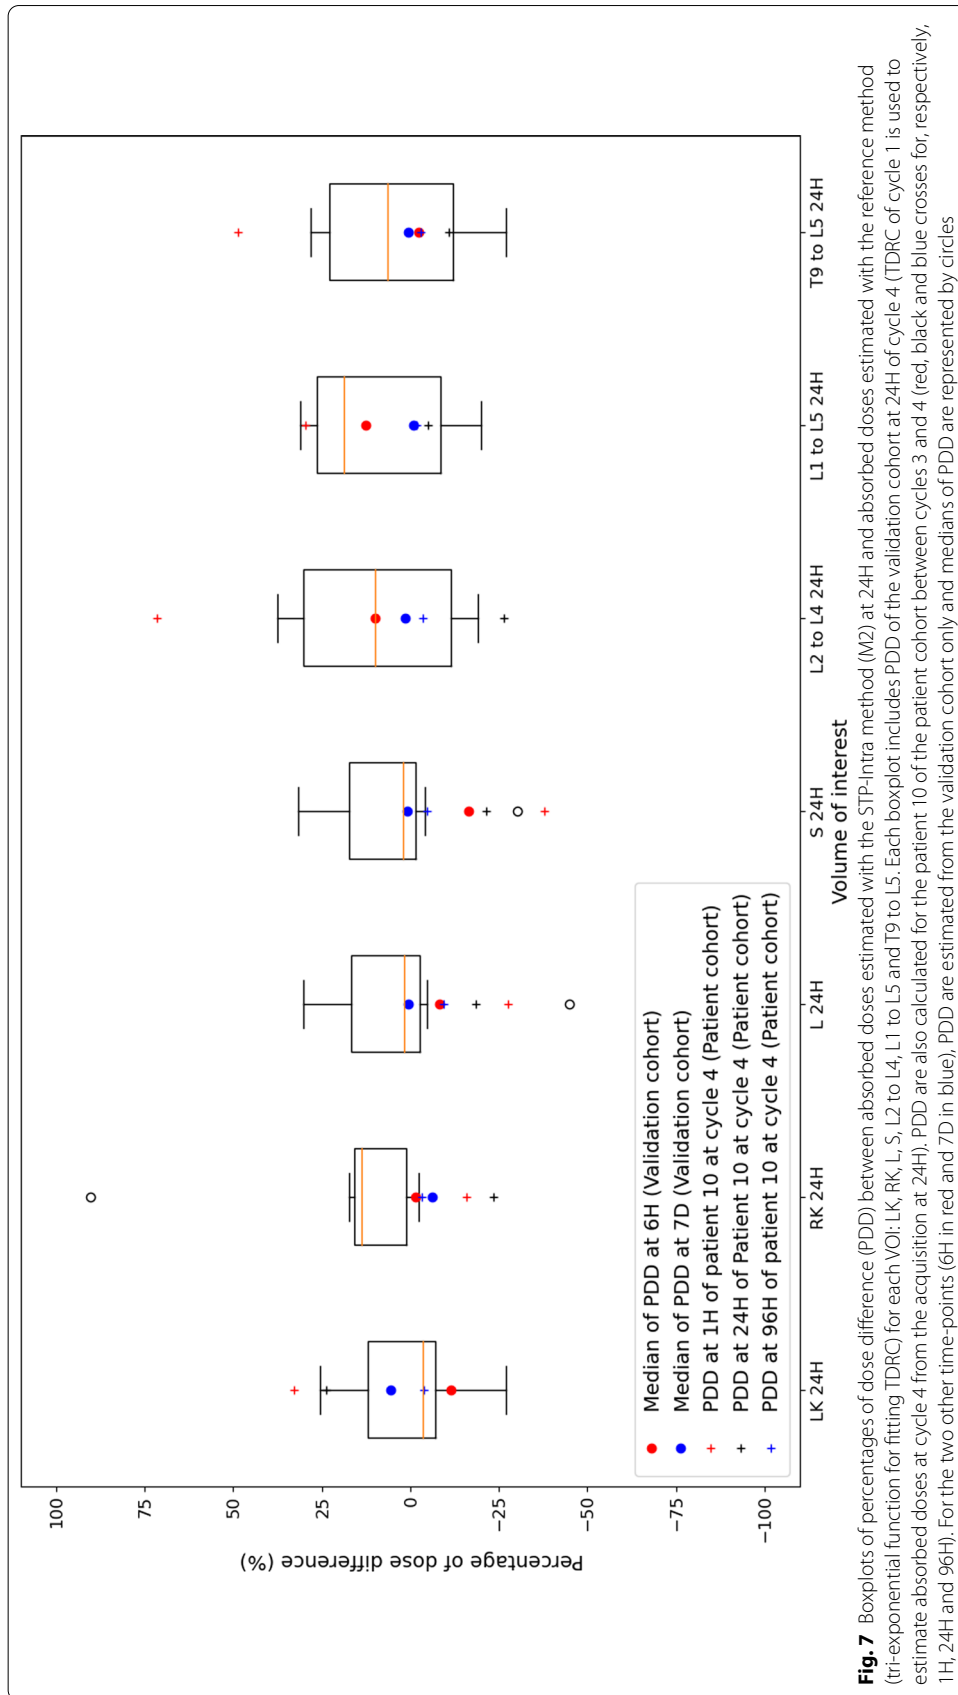 100
75
50
25
0
−25
−50
−75
−100
Percentage of dose difference (%)
LK 24H
RK 24H
L 24H
S 24H
L2 to L4 24H
L1 to L5 24H
T9 to L5 24H
Volume of interest
Median of PDD at 6H (Validation cohort)
Median of PDD at 7D (Validation cohort)
PDD at 1H of patient 10 at cycle 4 (Patient cohort)
PDD at 24H of Patient 10 at cycle 4 (Patient cohort)
PDD at 96H of patient 10 at cycle 4 (Patient cohort)
Fig. 7 Boxplots of percentages of dose difference (PDD) between absorbed doses estimated with the STP-Intra method (M2) at 24H and absorbed doses estimated with the reference method
(tri-exponential function for fitting TDRC) for each VOI: LK, RK, L, S, L2 to L4, L1 to L5 and T9 to L5. Each boxplot includes PDD of the validation cohort at 24H of cycle 4 (TDRC of cycle 1 is used to
estimate absorbed doses at cycle 4 from the acquisition at 24H). PDD are also calculated for the patient 10 of the patient cohort between cycles 3 and 4 (red, black and blue crosses for, respectively,
1H, 24H and 96H). For the two other time-points (6H in red and 7D in blue), PDD are estimated from the validation cohort only and medians of PDD are represented by circles